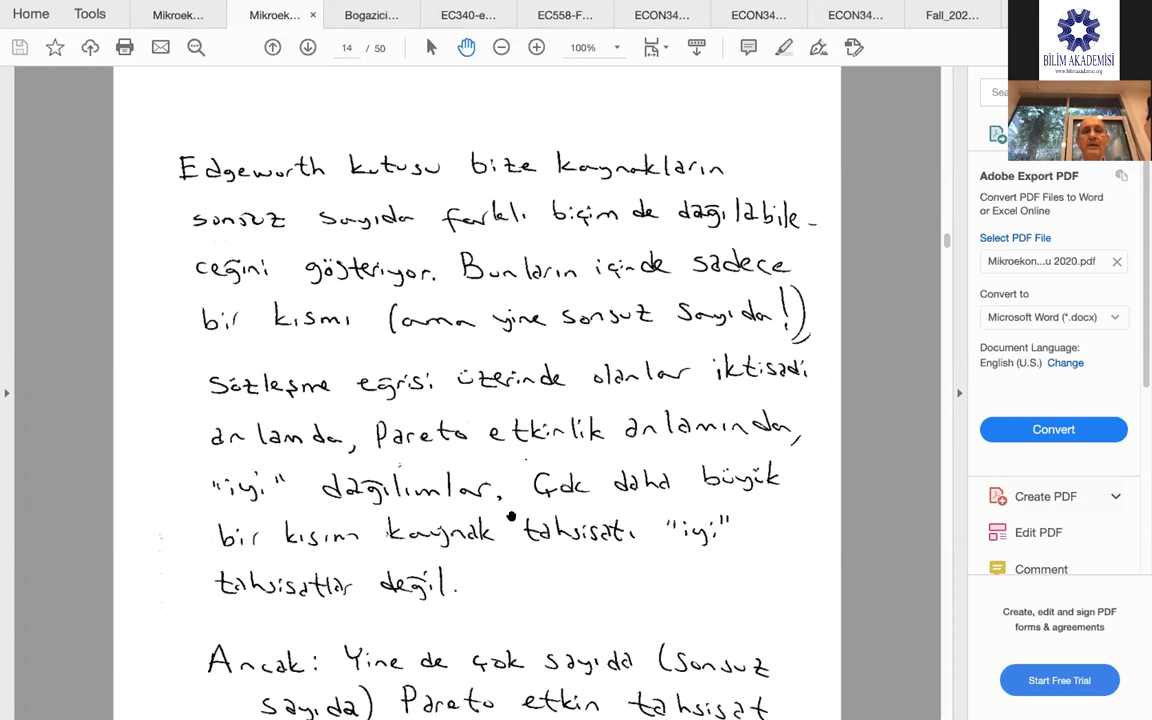 Home
Tools
Mikroek...
Mikroek... ×
Bogazici...
EC340-e...
EC558-F...
ECON34...
ECON34...
ECON34...
Fall_202...
BİLİM AKADEMİSİ
www.bilimakademisi.org
14 / 50
100%
Edgeworth kutusu bize kaynakların
sonsuz sayıda farklı biçimde dağılabile-
ceğini gösteriyor. Bunların içinde sadece
bir kısmı (ama yine sonsuz sayıda!)
Sözleşme eğrisi üzerinde olanlar iktisadi
anlamda, Pareto etkinlik anlamında,
"iyi" dağılımlar. Çok daha büyük
bir kısım kaynak tahsisatı "iyi"
tahsisatlar değil.
Ancak: Yine de çok sayıda (sonsuz
sayıda) Pareto etkin tahsisat
Sea
Adobe Export PDF
Convert PDF Files to Word
or Excel Online
Select PDF File
Mikroekon...u 2020.pdf ×
Convert to
Microsoft Word (*.docx)
Document Language:
English (U.S.) Change
Convert
Create PDF
Edit PDF
Comment
Create, edit and sign PDF
forms & agreements
Start Free Trial